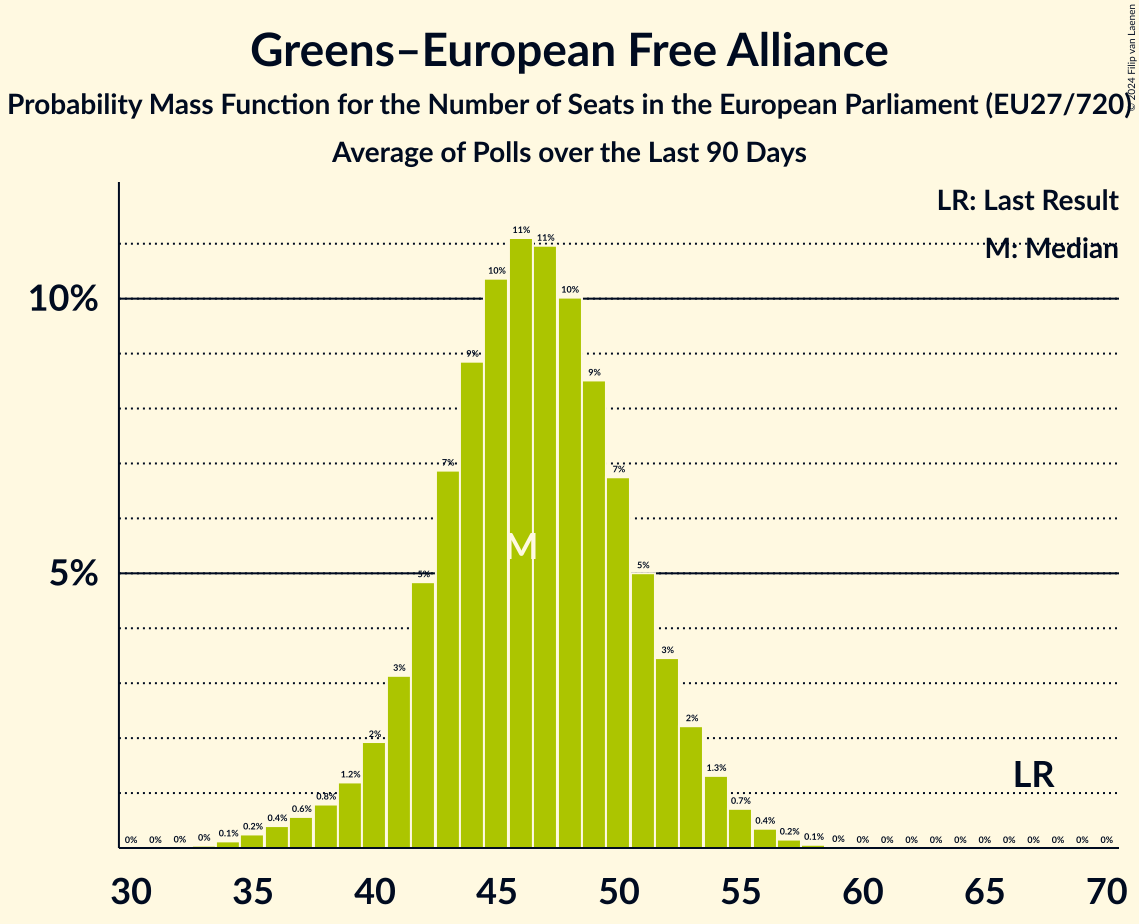 Greens–European Free Alliance
© 2024 Filip van Laenen
Probability Mass Function for the Number of Seats in the European Parliament (EU27/720)
Average of Polls over the Last 90 Days
LR: Last Result
M: Median
10%
5%
0% 0% 0% 0% 0.1% 0.2% 0.4% 0.6% 0.8% 1.2% 2% 3% 5% 7% 9% 10% 11% 11% 10% 9% 7% 5% 3% 2% 1.3% 0.7% 0.4% 0.2% 0.1% 0% 0% 0% 0% 0% 0% 0% 0% 0% 0% 0% 0%
M
LR
30 35 40 45 50 55 60 65 70